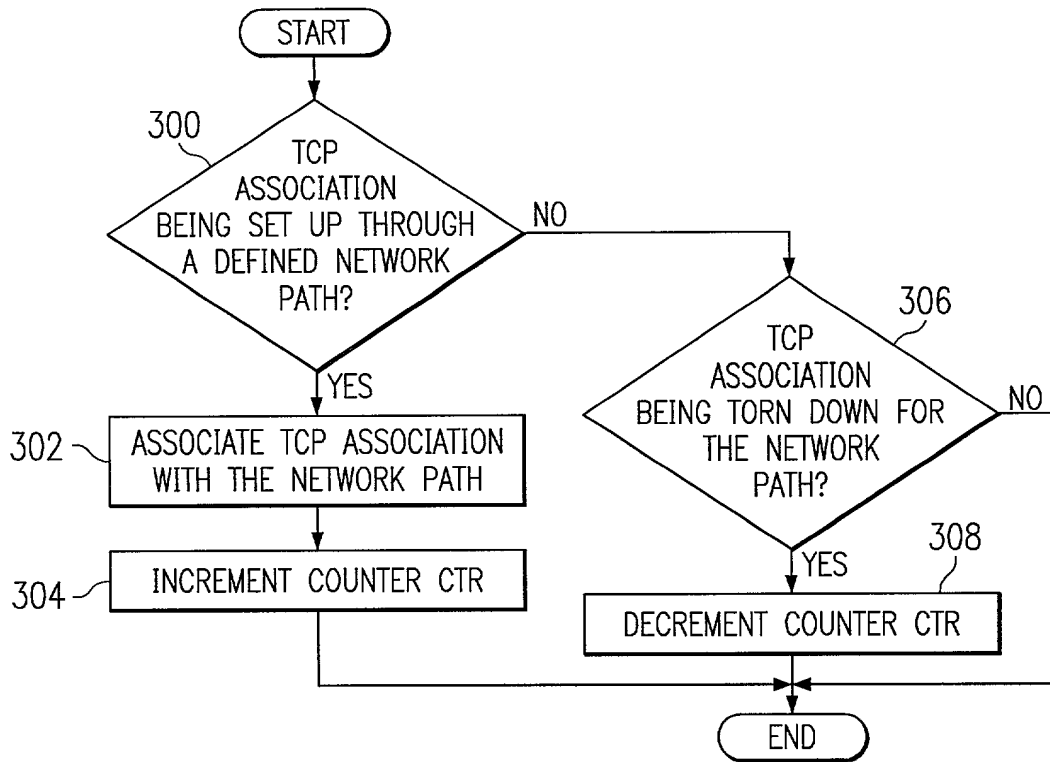 START
300
TCP
ASSOCIATION
BEING SET UP THROUGH
A DEFINED NETWORK
PATH?
NO
YES
302
ASSOCIATE TCP ASSOCIATION
WITH THE NETWORK PATH
304
INCREMENT COUNTER CTR
306
TCP
ASSOCIATION
BEING TORN DOWN FOR
THE NETWORK
PATH?
NO
YES
308
DECREMENT COUNTER CTR
END